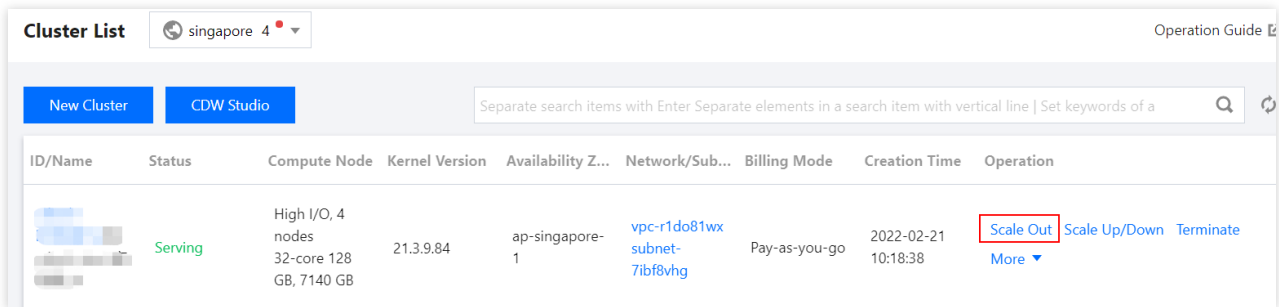 Cluster List
singapore 4
Operation Guide
New Cluster
CDW Studio
Separate search items with Enter Separate elements in a search item with vertical line | Set keywords of a
ID/Name
Status
Compute Node
Kernel Version
Availability Z...
Network/Sub...
Billing Mode
Creation Time
Operation
Serving
High I/O, 4
nodes
32-core 128
GB, 7140 GB
21.3.9.84
ap-singapore-
1
vpc-r1do81wx
subnet-
7ibf8vhg
Pay-as-you-go
2022-02-21
10:18:38
Scale Out
Scale Up/Down
Terminate
More